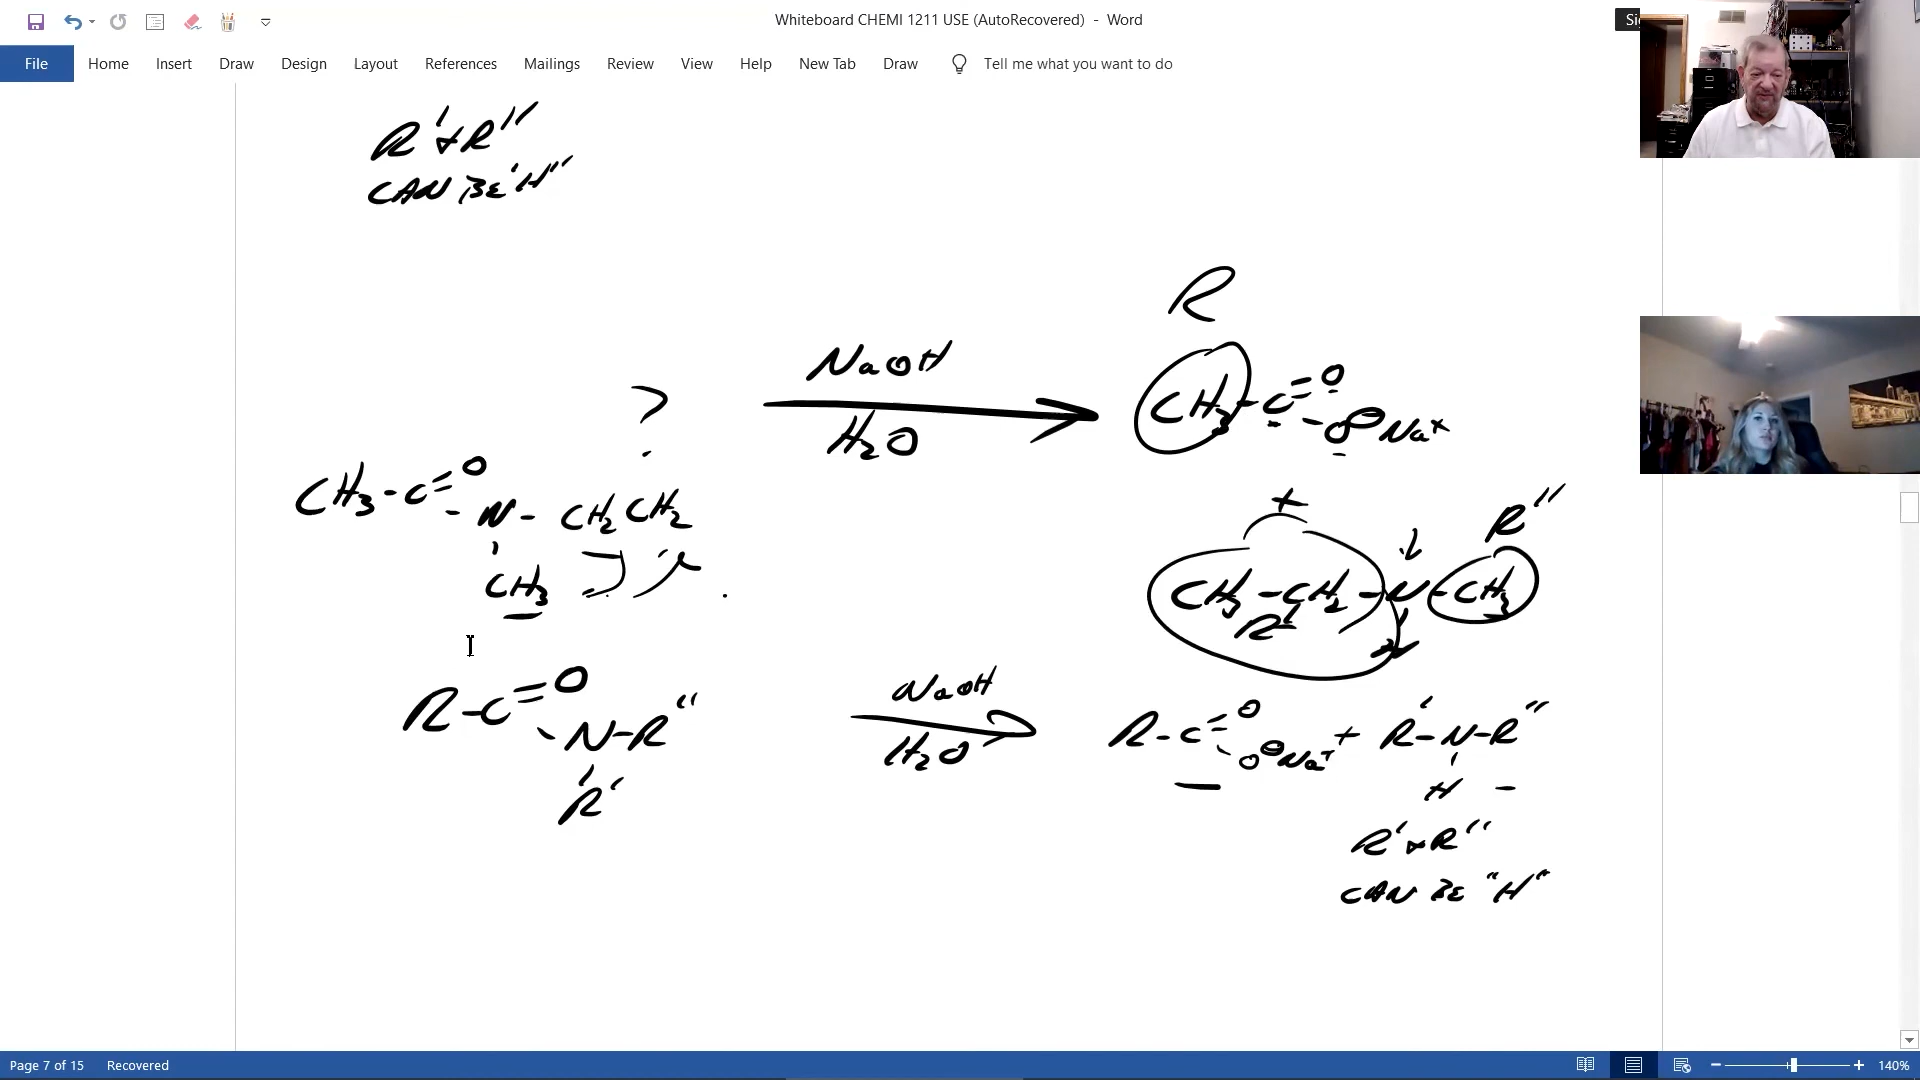 Whiteboard CHEMI 1211 USE (AutoRecovered) - Word
File Home Insert Draw Design Layout References Mailings Review View Help New Tab Draw Tell me what you want to do
R' & R''
CAN BE "H"
R
?
NaOH
H2O
CH3-C=O
-O⊖Na+
CH3-C=O
-N-CH2CH2
CH3
+
R''
CH3-CH2-N-CH3
R'
R-C=O
-N-R''
R'
NaOH
H2O
R-C=O
O⊖Na+
+ R'-N-R''
H
R' & R''
CAN BE "H"
Page 7 of 15 Recovered
140%